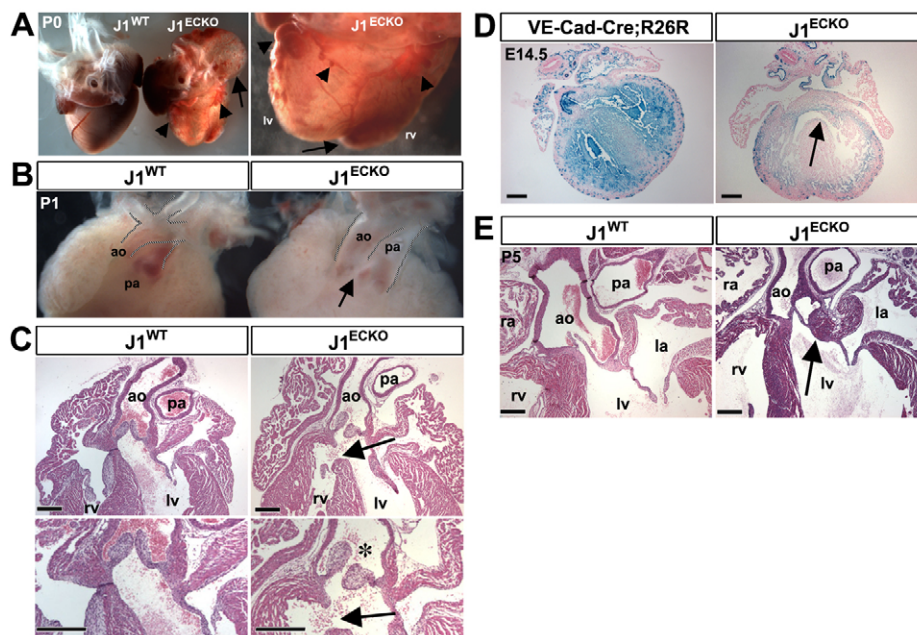 A
P0
J1WT
J1ECKO
J1ECKO
lv
rv
B
J1WT
J1ECKO
P1
ao
pa
ao
pa
C
J1WT
J1ECKO
ao
pa
rv
lv
ao
pa
rv
lv
*
D
VE-Cad-Cre;R26R
J1ECKO
E14.5
E
J1WT
J1ECKO
P5
ra
ao
pa
la
rv
lv
ra
ao
pa
la
rv
lv